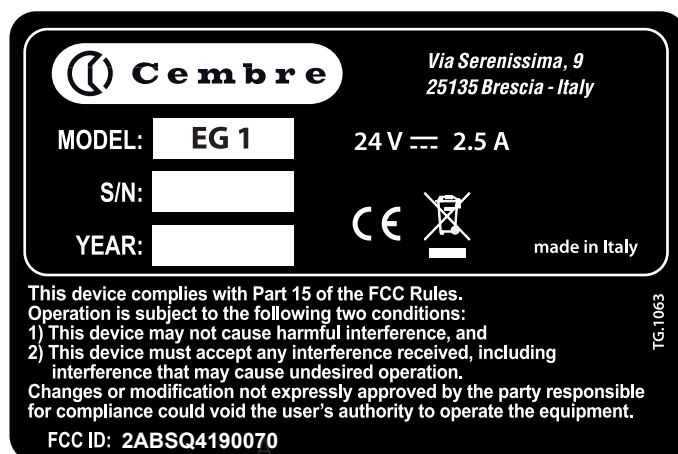 Cembre
Via Serenissima, 9
25135 Brescia - Italy
MODEL: EG 1
24 V 2.5 A
S/N:
YEAR:
CE
made in Italy
This device complies with Part 15 of the FCC Rules.
Operation is subject to the following two conditions:
1) This device may not cause harmful interference, and
2) This device must accept any interference received, including
interference that may cause undesired operation.
Changes or modification not expressly approved by the party responsible
for compliance could void the user's authority to operate the equipment.
FCC ID: 2ABSQ4190070
TG.1063